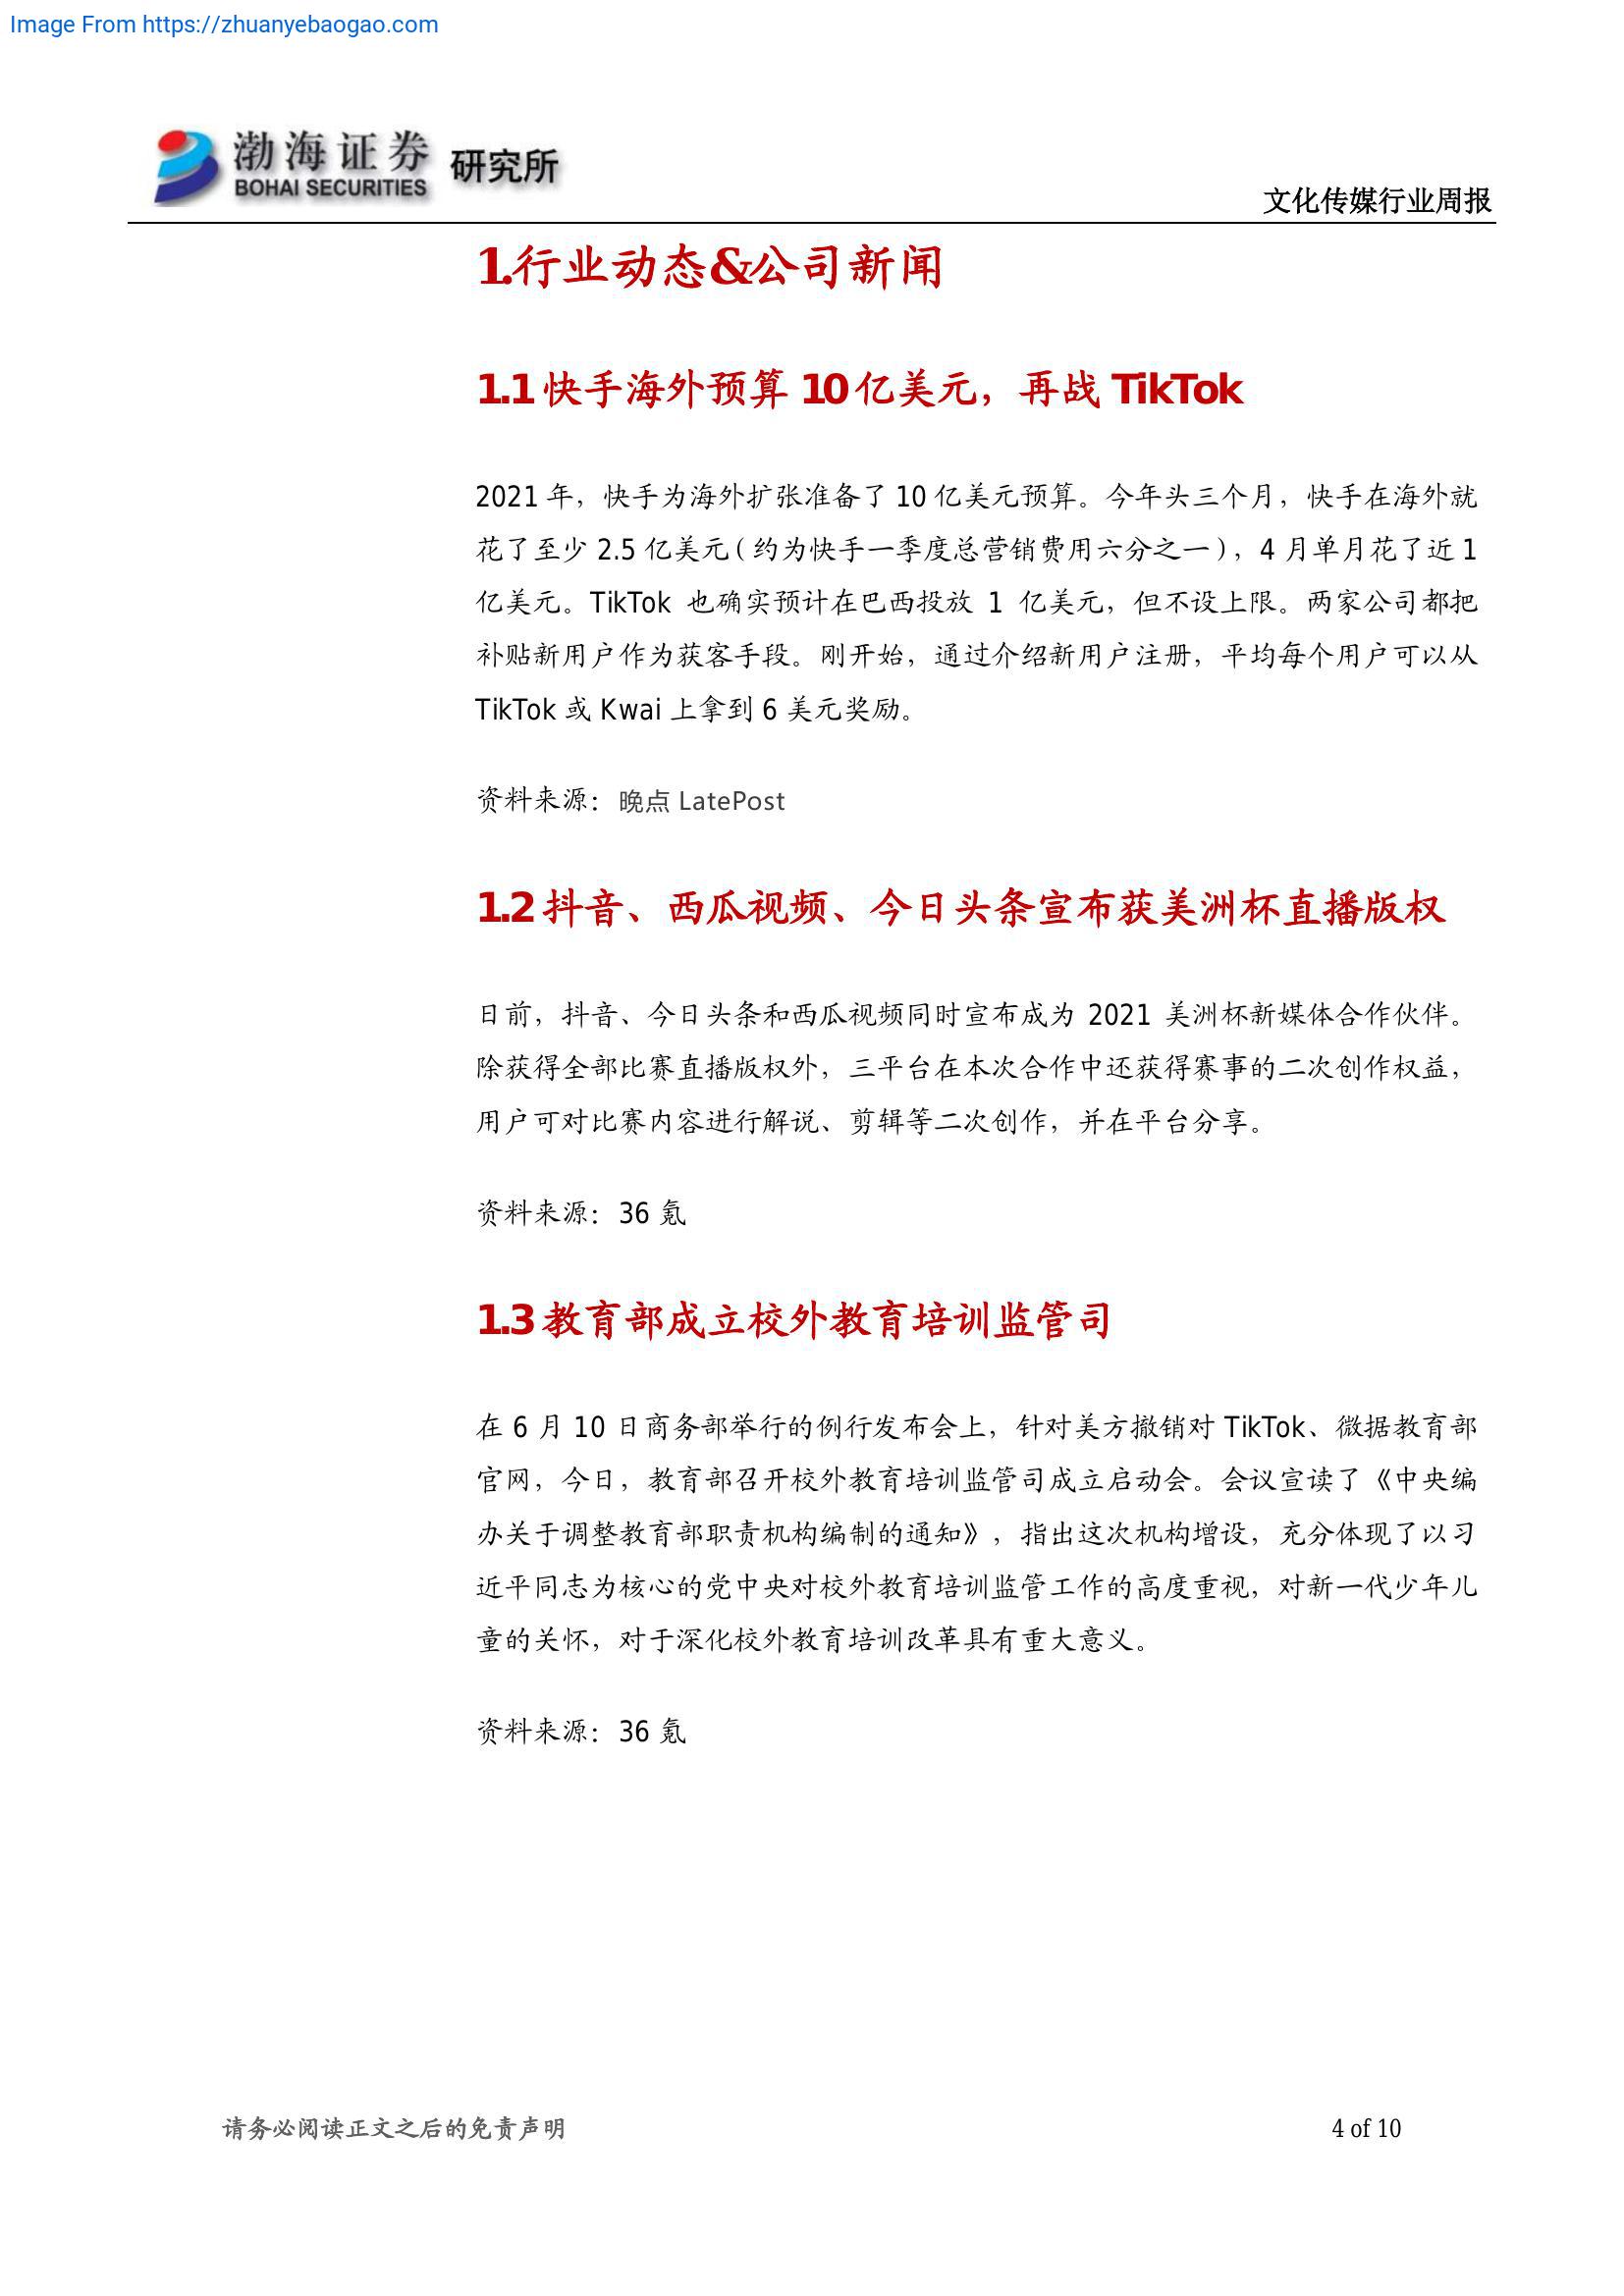 Image From https://zhuanyebaogao.com
渤海证券 研究所
BOHAI SECURITIES
文化传媒行业周报
1.行业动态&公司新闻
1.1 快手海外预算 10 亿美元，再战 TikTok
2021 年，快手为海外扩张准备了 10 亿美元预算。今年头三个月，快手在海外就
花了至少 2.5 亿美元（约为快手一季度总营销费用六分之一），4 月单月花了近 1
亿美元。TikTok 也确实预计在巴西投放 1 亿美元，但不设上限。两家公司都把
补贴新用户作为获客手段。刚开始，通过介绍新用户注册，平均每个用户可以从
TikTok 或 Kwai 上拿到 6 美元奖励。
资料来源：晚点 LatePost
1.2 抖音、西瓜视频、今日头条宣布获美洲杯直播版权
日前，抖音、今日头条和西瓜视频同时宣布成为 2021 美洲杯新媒体合作伙伴。
除获得全部比赛直播版权外，三平台在本次合作中还获得赛事的二次创作权益，
用户可对比赛内容进行解说、剪辑等二次创作，并在平台分享。
资料来源：36 氪
1.3 教育部成立校外教育培训监管司
在 6 月 10 日商务部举行的例行发布会上，针对美方撤销对 TikTok、微据教育部
官网，今日，教育部召开校外教育培训监管司成立启动会。会议宣读了《中央编
办关于调整教育部职责机构编制的通知》，指出这次机构增设，充分体现了以习
近平同志为核心的党中央对校外教育培训监管工作的高度重视，对新一代少年儿
童的关怀，对于深化校外教育培训改革具有重大意义。
资料来源：36 氪
请务必阅读正文之后的免责声明
4 of 10